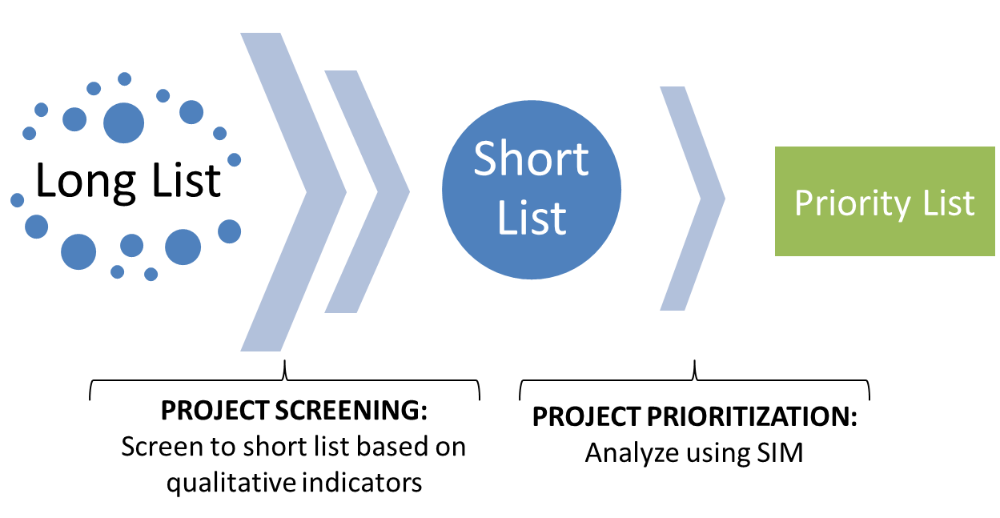 Long List
Short
List
Priority List
PROJECT SCREENING:
Screen to short list based on
qualitative indicators
PROJECT PRIORITIZATION:
Analyze using SIM